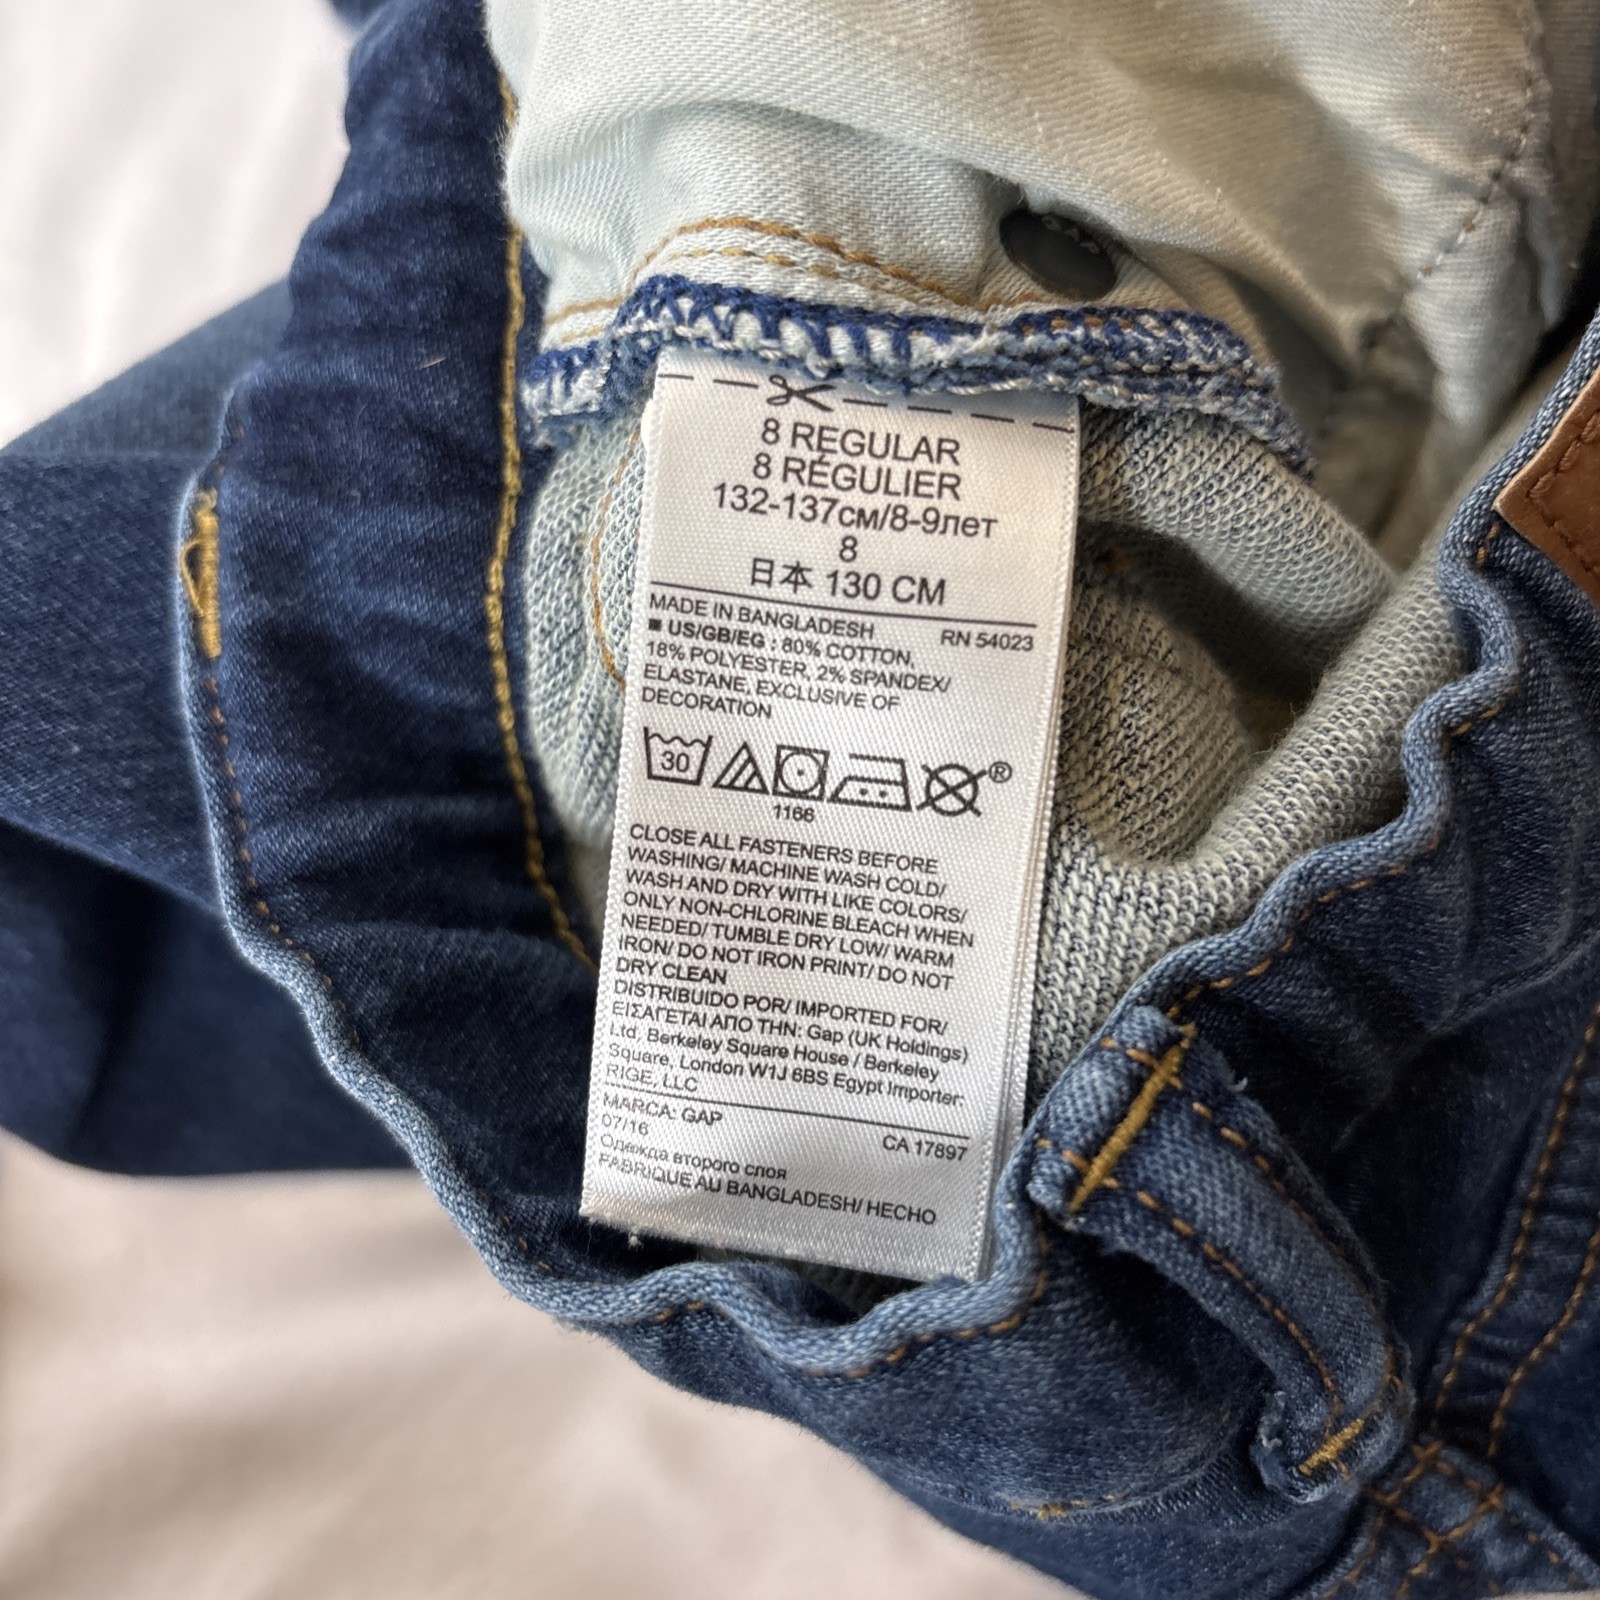 8 REGULAR
8 RÉGULIER
132-137см/8-9лет
8
日本 130 CM
MADE IN BANGLADESH
RN 54023
■ US/GB/EG : 80% COTTON,
18% POLYESTER, 2% SPANDEX/
ELASTANE, EXCLUSIVE OF
DECORATION
30
®
1166
CLOSE ALL FASTENERS BEFORE
WASHING/ MACHINE WASH COLD/
WASH AND DRY WITH LIKE COLORS/
ONLY NON-CHLORINE BLEACH WHEN
NEEDED/ TUMBLE DRY LOW/ WARM
IRON/ DO NOT IRON PRINT/ DO NOT
DRY CLEAN
DISTRIBUIDO POR/ IMPORTED FOR/
ΕΙΣΑΓΕΤΑΙ ΑΠΟ ΤΗΝ: Gap (UK Holdings)
Ltd, Berkeley Square House / Berkeley
Square, London W1J 6BS Egypt Importer:
RIGE, LLC
MARCA: GAP
CA 17897
07/16
Одежда второго слоя
FABRIQUE AU BANGLADESH/ HECHO